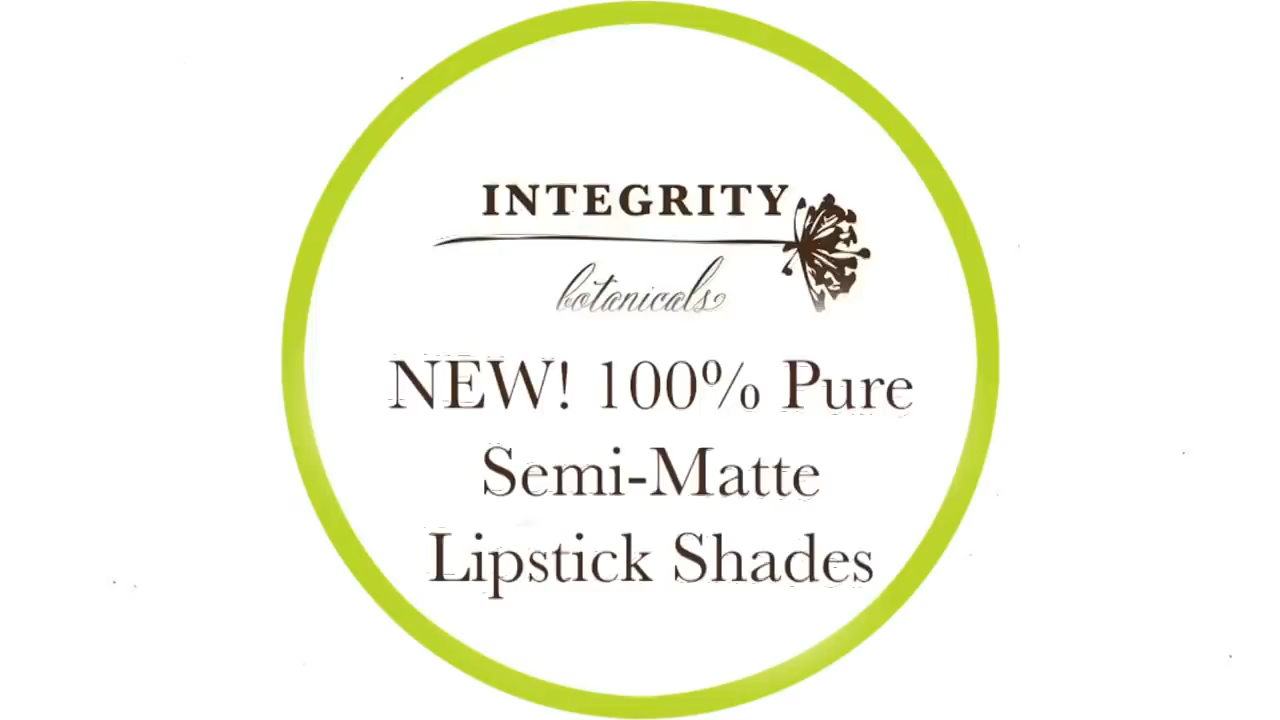 INTEGRITY
botanicals
NEW! 100% Pure
Semi-Matte
Lipstick Shades